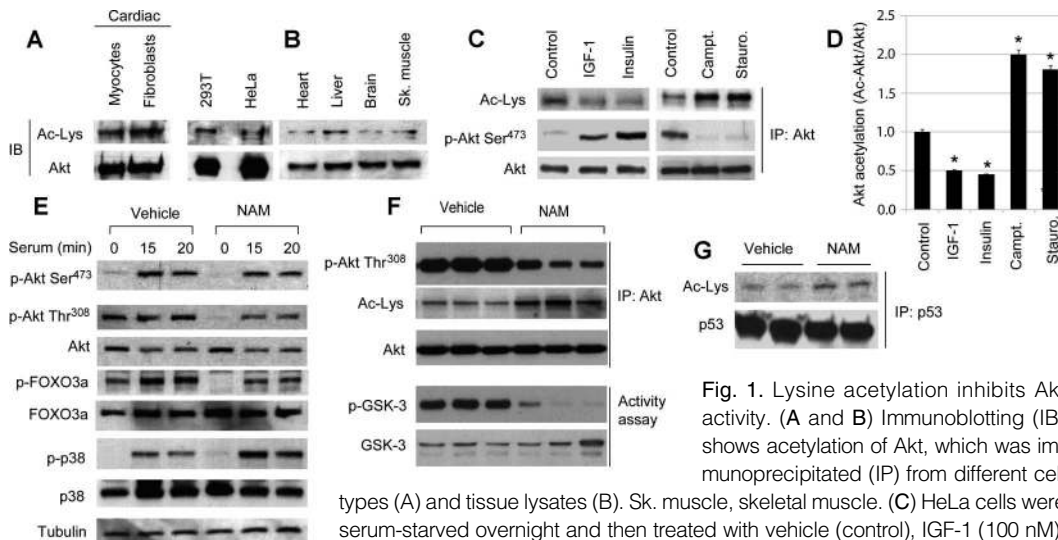 Cardiac
A
B
C
D
Myocytes
Fibroblasts
293T
HeLa
Heart
Liver
Brain
Sk. muscle
Control
IGF-1
Insulin
Control
Campt.
Stauro.
IB
Ac-Lys
Akt
Ac-Lys
p-Akt Ser473
Akt
IP: Akt
Akt acetylation (Ac-Akt/Akt)
2.5
2.0
1.5
1.0
0.5
0.0
*
*
*
*
Control
IGF-1
Insulin
Campt.
Stauro.
E
Vehicle
NAM
Serum (min)
0 15 20 0 15 20
p-Akt Ser473
p-Akt Thr308
Akt
p-FOXO3a
FOXO3a
p-p38
p38
Tubulin
F
Vehicle
NAM
p-Akt Thr308
Ac-Lys
Akt
IP: Akt
p-GSK-3
GSK-3
Activity
assay
G
Vehicle
NAM
Ac-Lys
p53
IP: p53
Fig. 1. Lysine acetylation inhibits Ak
activity. (A and B) Immunoblotting (IB
shows acetylation of Akt, which was im
munoprecipitated (IP) from different cel
types (A) and tissue lysates (B). Sk. muscle, skeletal muscle. (C) HeLa cells were
serum-starved overnight and then treated with vehicle (control), IGF-1 (100 nM)